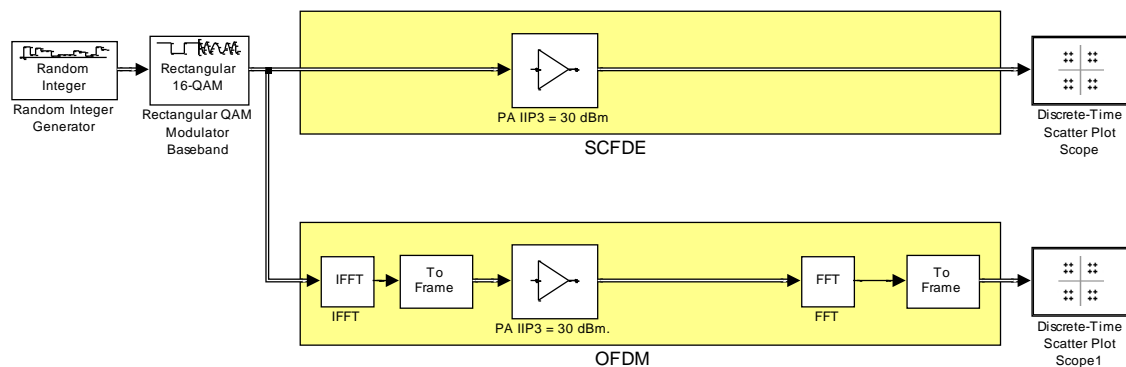 Random
Integer
Random Integer
Generator
Rectangular
16-QAM
Rectangular QAM
Modulator
Baseband
PA IIP3 = 30 dBm
SCFDE
Discrete-Time
Scatter Plot
Scope
IFFT
IFFT
To
Frame
PA IIP3 = 30 dBm.
FFT
FFT
To
Frame
OFDM
Discrete-Time
Scatter Plot
Scope1